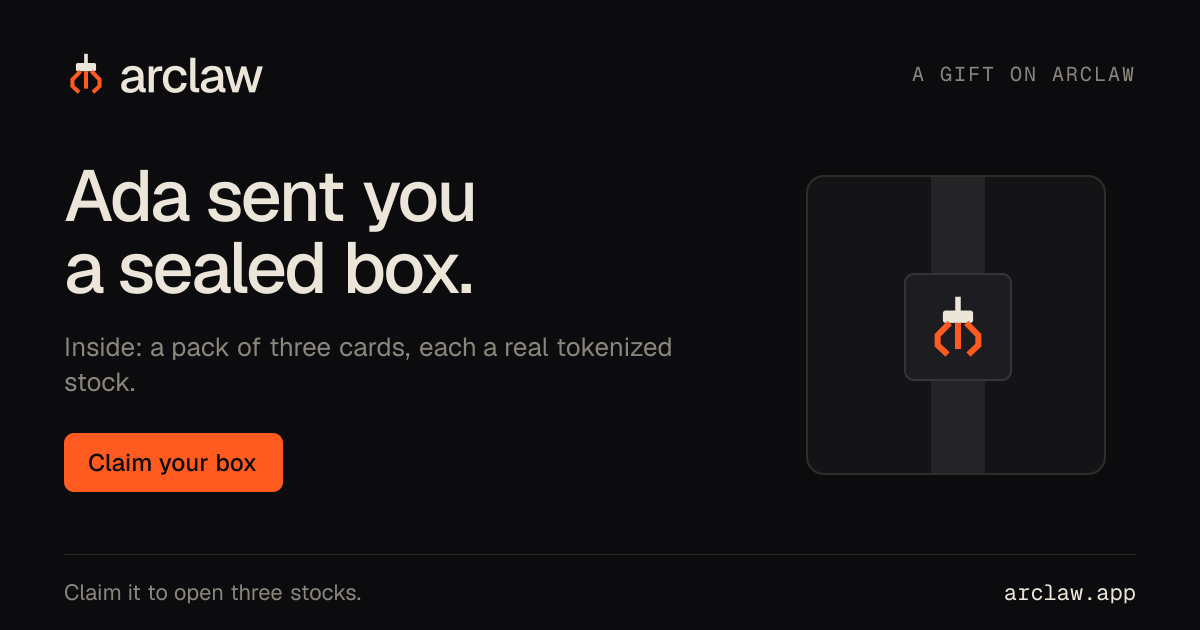 arclaw
A GIFT ON ARCLAW
Ada sent you
a sealed box.
Inside: a pack of three cards, each a real tokenized
stock.
Claim your box
Claim it to open three stocks.
arclaw.app